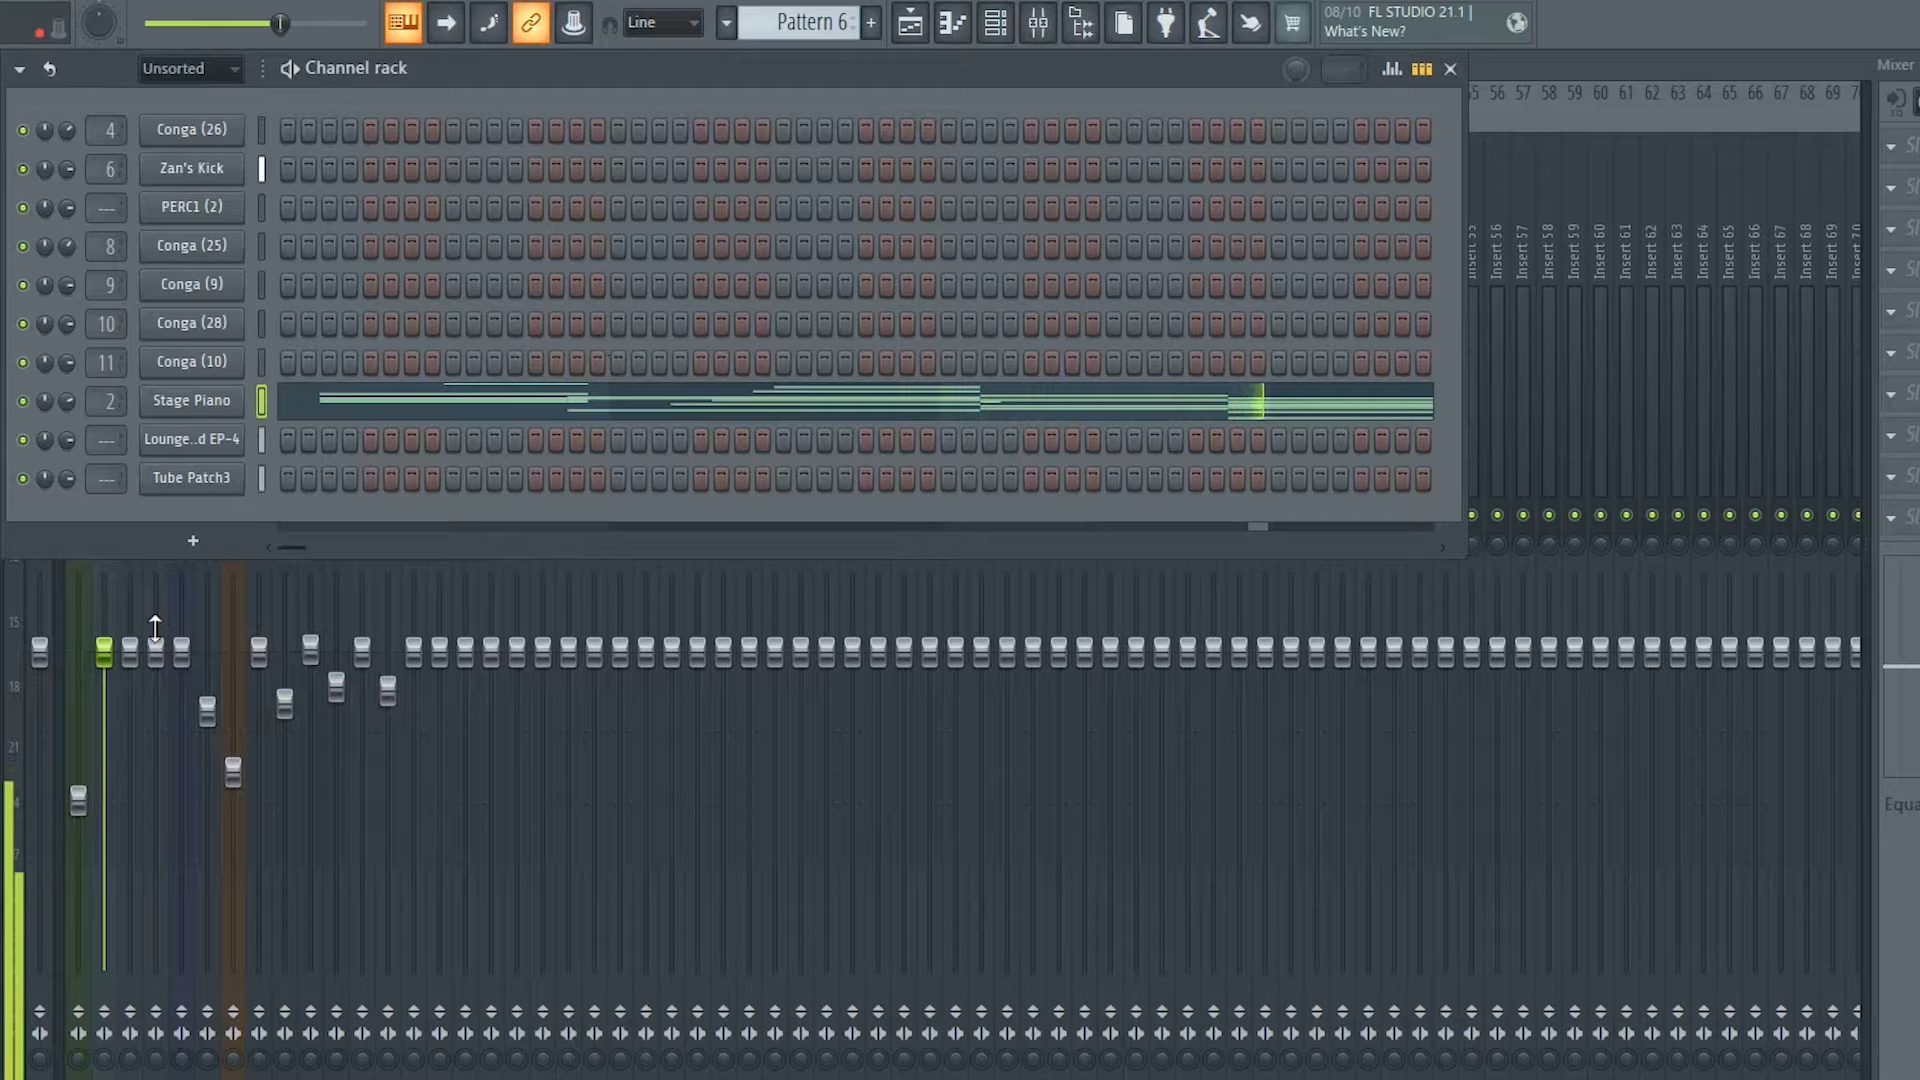 Line
Pattern 6
+
08/10 FL STUDIO 21.1 |
What's New?
Unsorted
Channel rack
Mixer
56 57 58 59 60 61 62 63 64 65 66 67 68 69
4 Conga (26)
6 Zan's Kick
--- PERC1 (2)
8 Conga (25)
9 Conga (9)
10 Conga (28)
11 Conga (10)
2 Stage Piano
--- Lounge..d EP-4
--- Tube Patch3
+
Insert 56
Insert 57
Insert 58
Insert 59
Insert 60
Insert 61
Insert 62
Insert 63
Insert 64
Insert 65
Insert 66
Insert 67
Insert 68
Insert 69
15
18
21
Equa